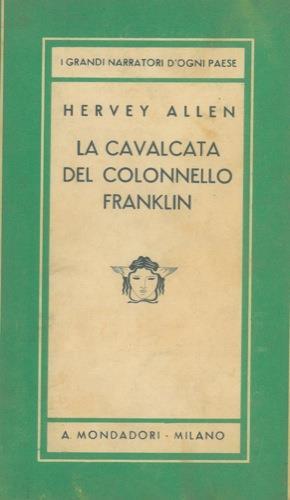 I GRANDI NARRATORI D'OGNI PAESE
HERVEY ALLEN
LA CAVALCATA
DEL COLONNELLO
FRANKLIN
A. MONDADORI - MILANO